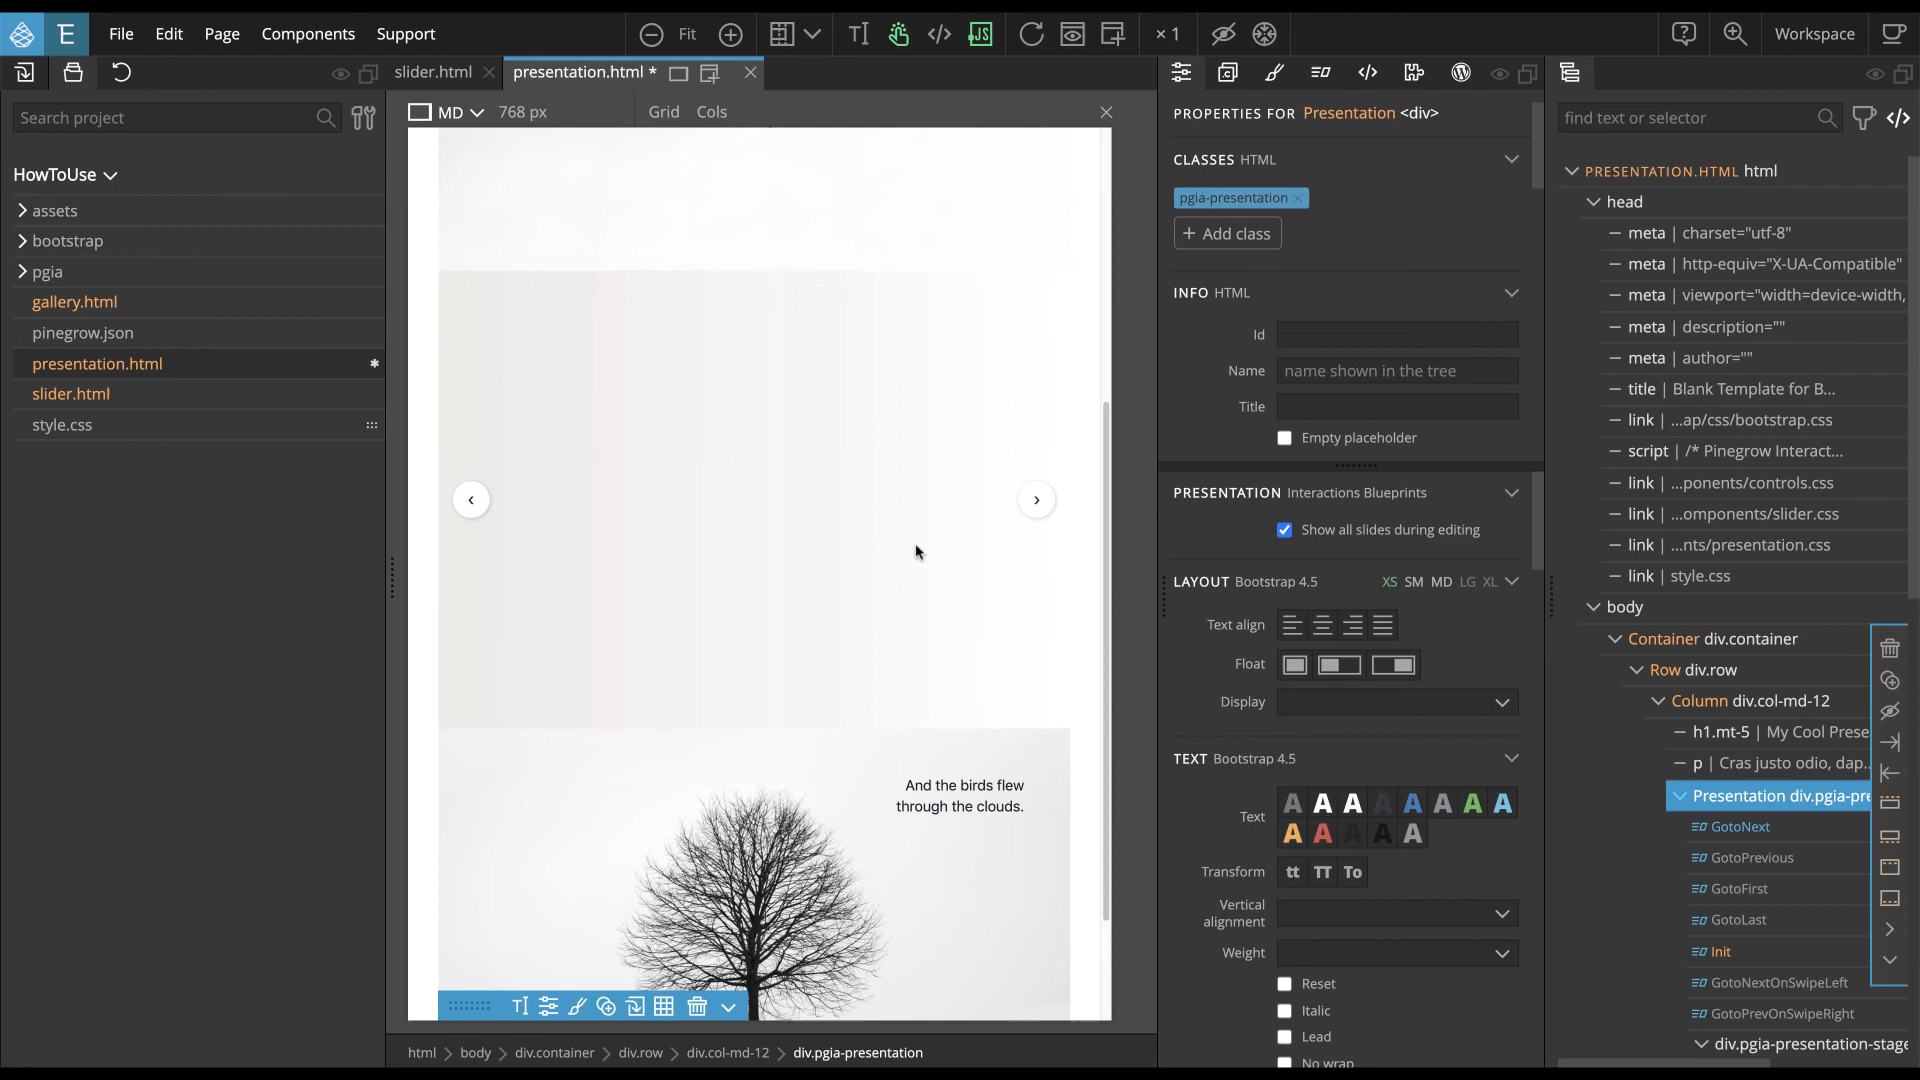 E File Edit Page Components Support Fit JS × 1 Workspace
slider.html presentation.html *
Search project
HowToUse
assets
bootstrap
pgia
gallery.html
pinegrow.json
presentation.html
slider.html
style.css
MD 768 px Grid Cols
And the birds flew
through the clouds.
html body div.container div.row div.col-md-12 div.pgia-presentation
PROPERTIES FOR Presentation <div>
CLASSES HTML
pgia-presentation
+ Add class
INFO HTML
Id
Name name shown in the tree
Title
Empty placeholder
PRESENTATION Interactions Blueprints
Show all slides during editing
LAYOUT Bootstrap 4.5 XS SM MD LG XL
Text align
Float
Display
TEXT Bootstrap 4.5
Text A A A A A A A A
A A A A A
Transform tt TT To
Vertical
alignment
Weight
Reset
Italic
Lead
No wrap
find text or selector
PRESENTATION.HTML html
head
meta | charset="utf-8"
meta | http-equiv="X-UA-Compatible"
meta | viewport="width=device-width,
meta | description=""
meta | author=""
title | Blank Template for B...
link | ...ap/css/bootstrap.css
script | /* Pinegrow Interact...
link | ...ponents/controls.css
link | ...omponents/slider.css
link | ...nts/presentation.css
link | style.css
body
Container div.container
Row div.row
Column div.col-md-12
h1.mt-5 | My Cool Prese
p | Cras justo odio, dap...
Presentation div.pgia-pre
GotoNext
GotoPrevious
GotoFirst
GotoLast
Init
GotoNextOnSwipeLeft
GotoPrevOnSwipeRight
div.pgia-presentation-stage